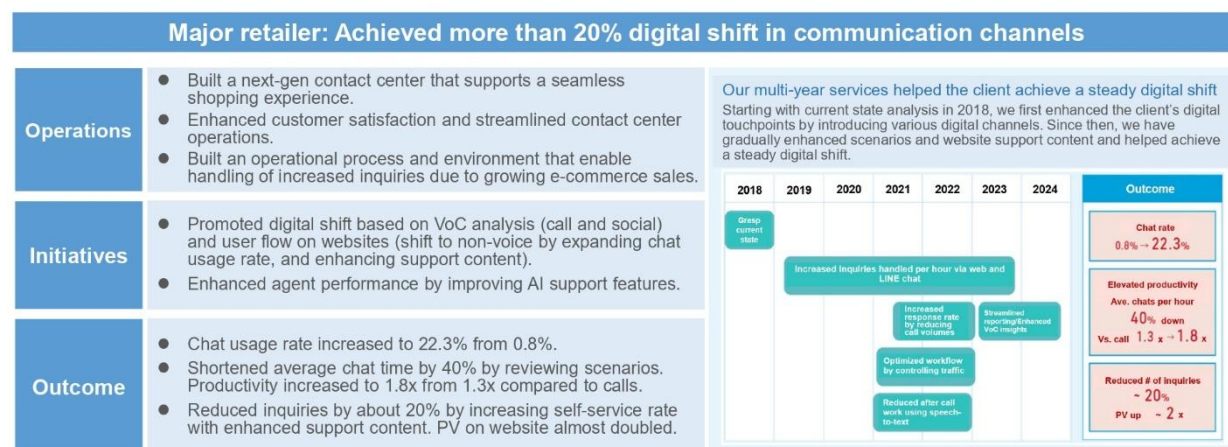 Major retailer: Achieved more than 20% digital shift in communication channels
Operations
● Built a next-gen contact center that supports a seamless
shopping experience.
● Enhanced customer satisfaction and streamlined contact center
operations.
● Built an operational process and environment that enable
handling of increased inquiries due to growing e-commerce sales.
Initiatives
● Promoted digital shift based on VoC analysis (call and social)
and user flow on websites (shift to non-voice by expanding chat
usage rate, and enhancing support content).
● Enhanced agent performance by improving AI support features.
Outcome
● Chat usage rate increased to 22.3% from 0.8%.
● Shortened average chat time by 40% by reviewing scenarios.
Productivity increased to 1.8x from 1.3x compared to calls.
● Reduced inquiries by about 20% by increasing self-service rate
with enhanced support content. PV on website almost doubled.
Our multi-year services helped the client achieve a steady digital shift
Starting with current state analysis in 2018, we first enhanced the client's digital
touchpoints by introducing various digital channels. Since then, we have
gradually enhanced scenarios and website support content and helped achieve
a steady digital shift.
2018 2019 2020 2021 2022 2023 2024
Grasp
current
state
Increased inquiries handled per hour via web and
LINE chat
Increased
response rate
by reducing
call volumes
Streamlined
reporting/Enhanced
VoC insights
Optimized workflow
by controlling traffic
Reduced after call
work using speech-
to-text
Outcome
Chat rate
0.8% → 22.3%
Elevated productivity
Ave. chats per hour
40% down
Vs. call 1.3 x → 1.8 x
Reduced # of inquiries
~ 20%
PV up ~ 2 x